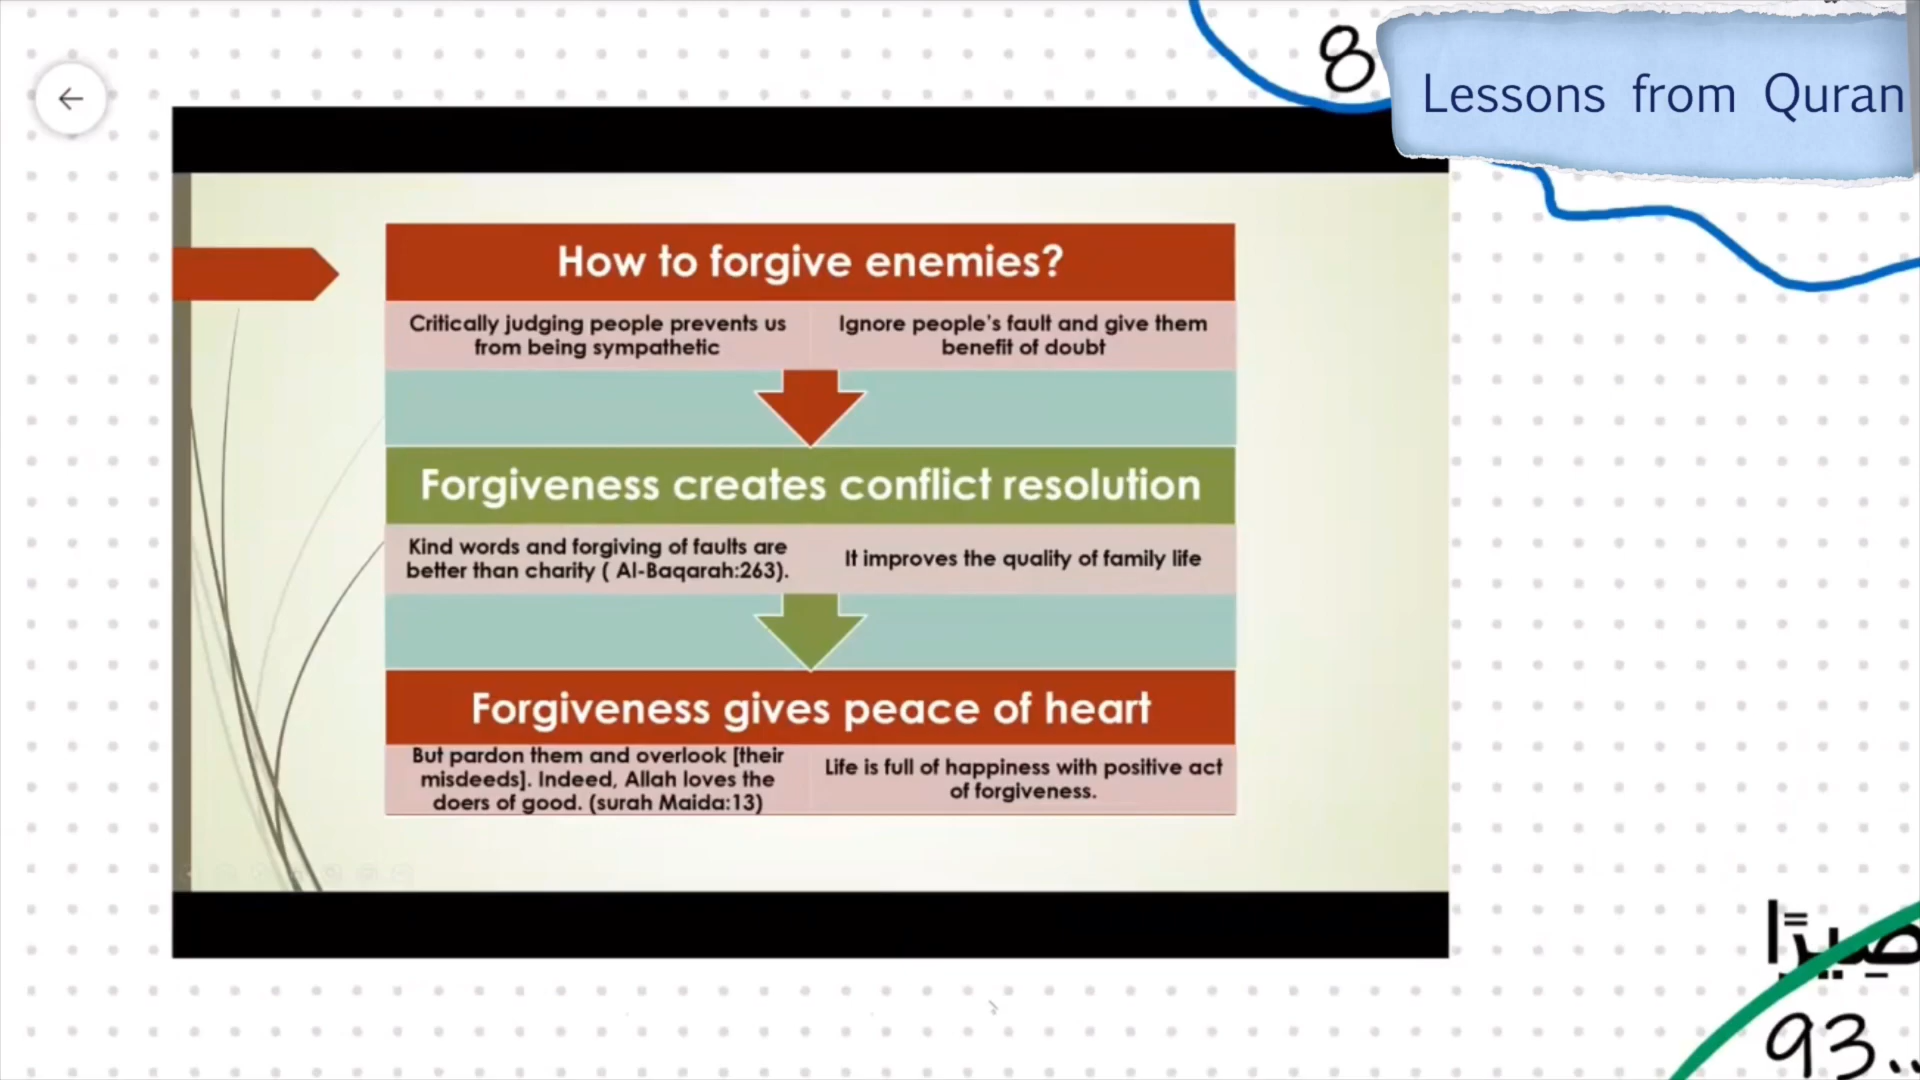 8
Lessons from Quran
How to forgive enemies?
Critically judging people prevents us
from being sympathetic
Ignore people's fault and give them
benefit of doubt
Forgiveness creates conflict resolution
Kind words and forgiving of faults are
better than charity ( Al-Baqarah:263).
It improves the quality of family life
Forgiveness gives peace of heart
But pardon them and overlook [their
misdeeds]. Indeed, Allah loves the
doers of good. (surah Maida:13)
Life is full of happiness with positive act
of forgiveness.
93..